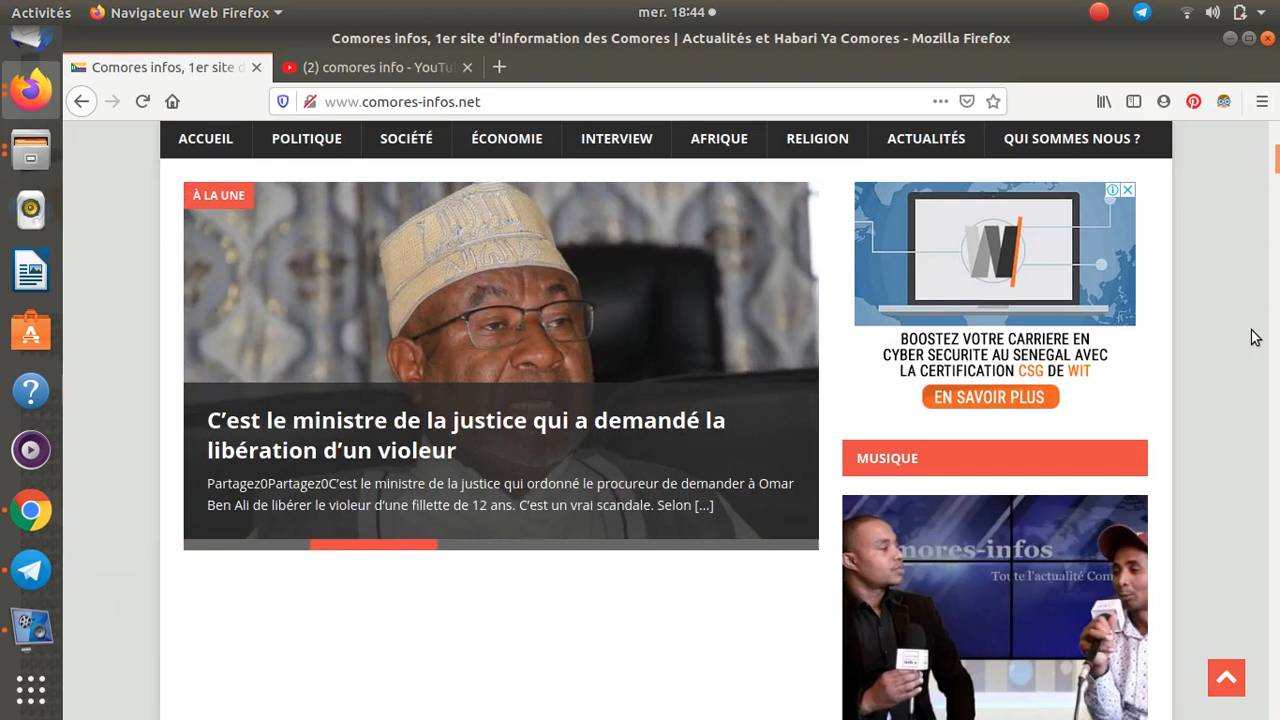 Activités
Navigateur Web Firefox
mer. 18:44
Comores infos, 1er site d'information des Comores | Actualités et Habari Ya Comores - Mozilla Firefox
Comores infos, 1er site d
(2) comores info - YouTu
www.comores-infos.net
ACCUEIL
POLITIQUE
SOCIÉTÉ
ÉCONOMIE
INTERVIEW
AFRIQUE
RELIGION
ACTUALITÉS
QUI SOMMES NOUS ?
À LA UNE
C’est le ministre de la justice qui a demandé la
libération d’un violeur
Partagez0Partagez0C’est le ministre de la justice qui ordonné le procureur de demander à Omar
Ben Ali de libérer le violeur d’une fillette de 12 ans. C’est un vrai scandale. Selon [...]
W
BOOSTEZ VOTRE CARRIERE EN
CYBER SECURITE AU SENEGAL AVEC
LA CERTIFICATION CSG DE WIT
EN SAVOIR PLUS
MUSIQUE
mores-infos
Toute l'actualité Com